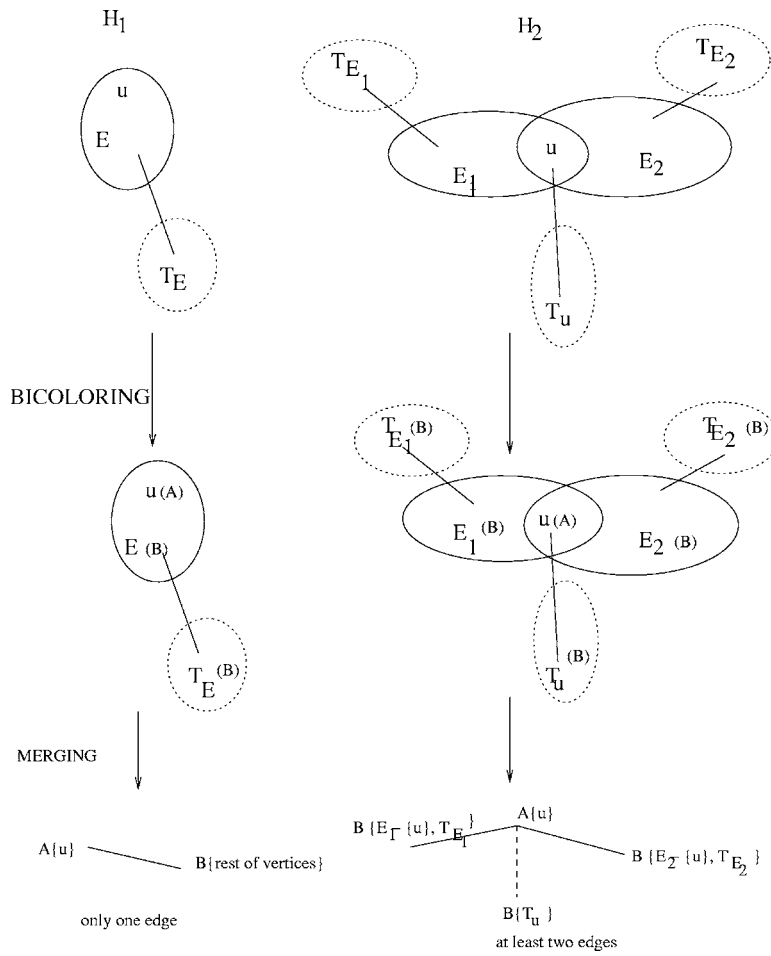 H1
H2
u
E
TE
TE1
TE2
E1
u
E2
Tu
BICOLORING
u(A)
E (B)
TE (B)
TE1 (B)
TE2 (B)
E1 (B)
u(A)
E2 (B)
Tu (B)
MERGING
A{u}
B{rest of vertices}
only one edge
B {E1- {u}, TE1}
A{u}
B {E2- {u}, TE2}
B{Tu}
at least two edges